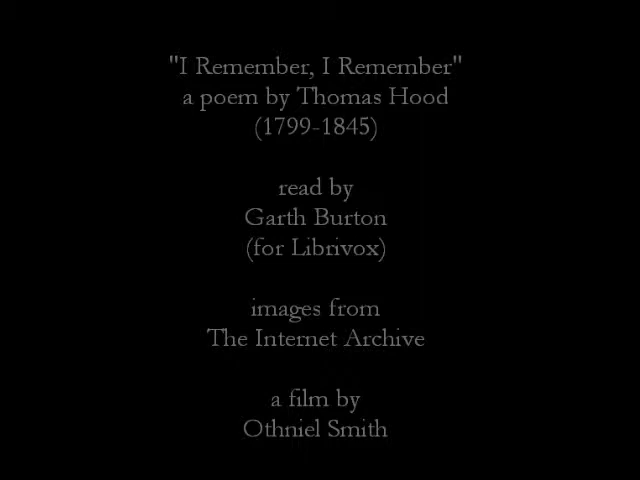 "I Remember, I Remember"
a poem by Thomas Hood
(1799-1845)
read by
Garth Burton
(for Librivox)
images from
The Internet Archive
a film by
Othniel Smith